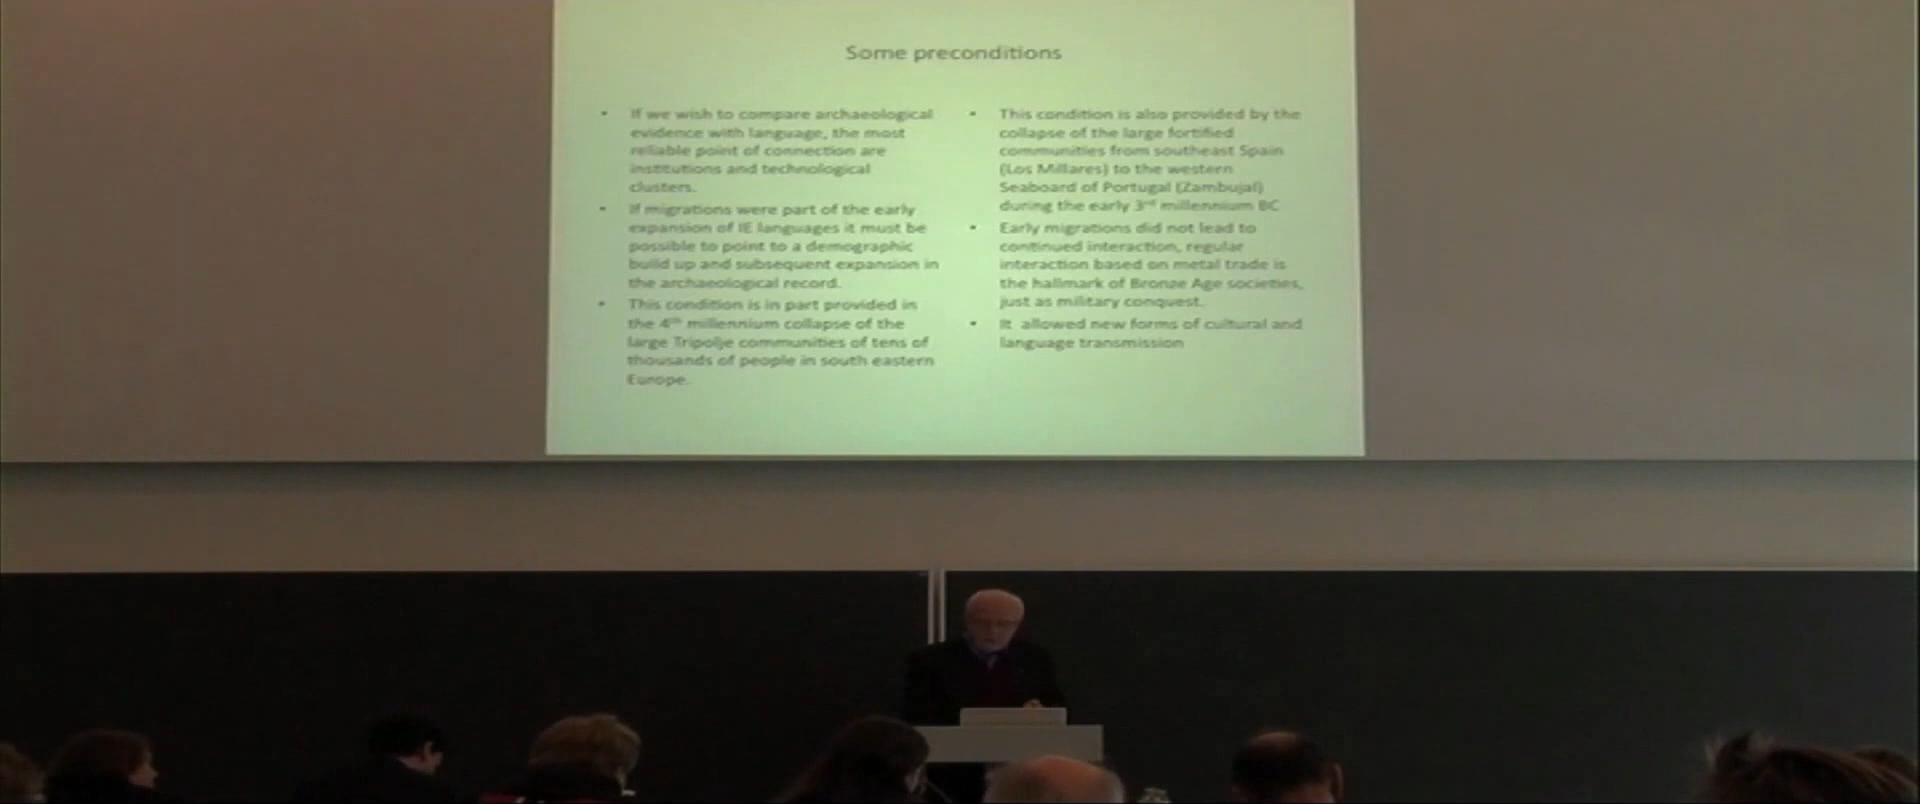 Some preconditions
• If we wish to compare archaeological
evidence with language, the most
reliable point of connection are
institutions and technological
clusters.
• If migrations were part of the early
expansion of IE languages it must be
possible to point to a demographic
build up and subsequent expansion in
the archaeological record.
• This condition is in part provided in
the 4th millennium collapse of the
large Tripolje communities of tens of
thousands of people in south eastern
Europe.
• This condition is also provided by the
collapse of the large fortified
communities from southeast Spain
(Los Millares) to the western
Seaboard of Portugal (Zambujal)
during the early 3rd millennium BC
• Early migrations did not lead to
continued interaction, regular
interaction based on metal trade is
the hallmark of Bronze Age societies,
just as military conquest.
• It allowed new forms of cultural and
language transmission